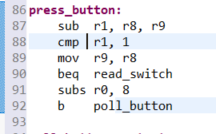 86 press_button:
87 sub r1, r8, r9
88 cmp r1, 1
89 mov r9, r8
90 beq read_switch
91 subs r0, 8
92 b poll_button
93